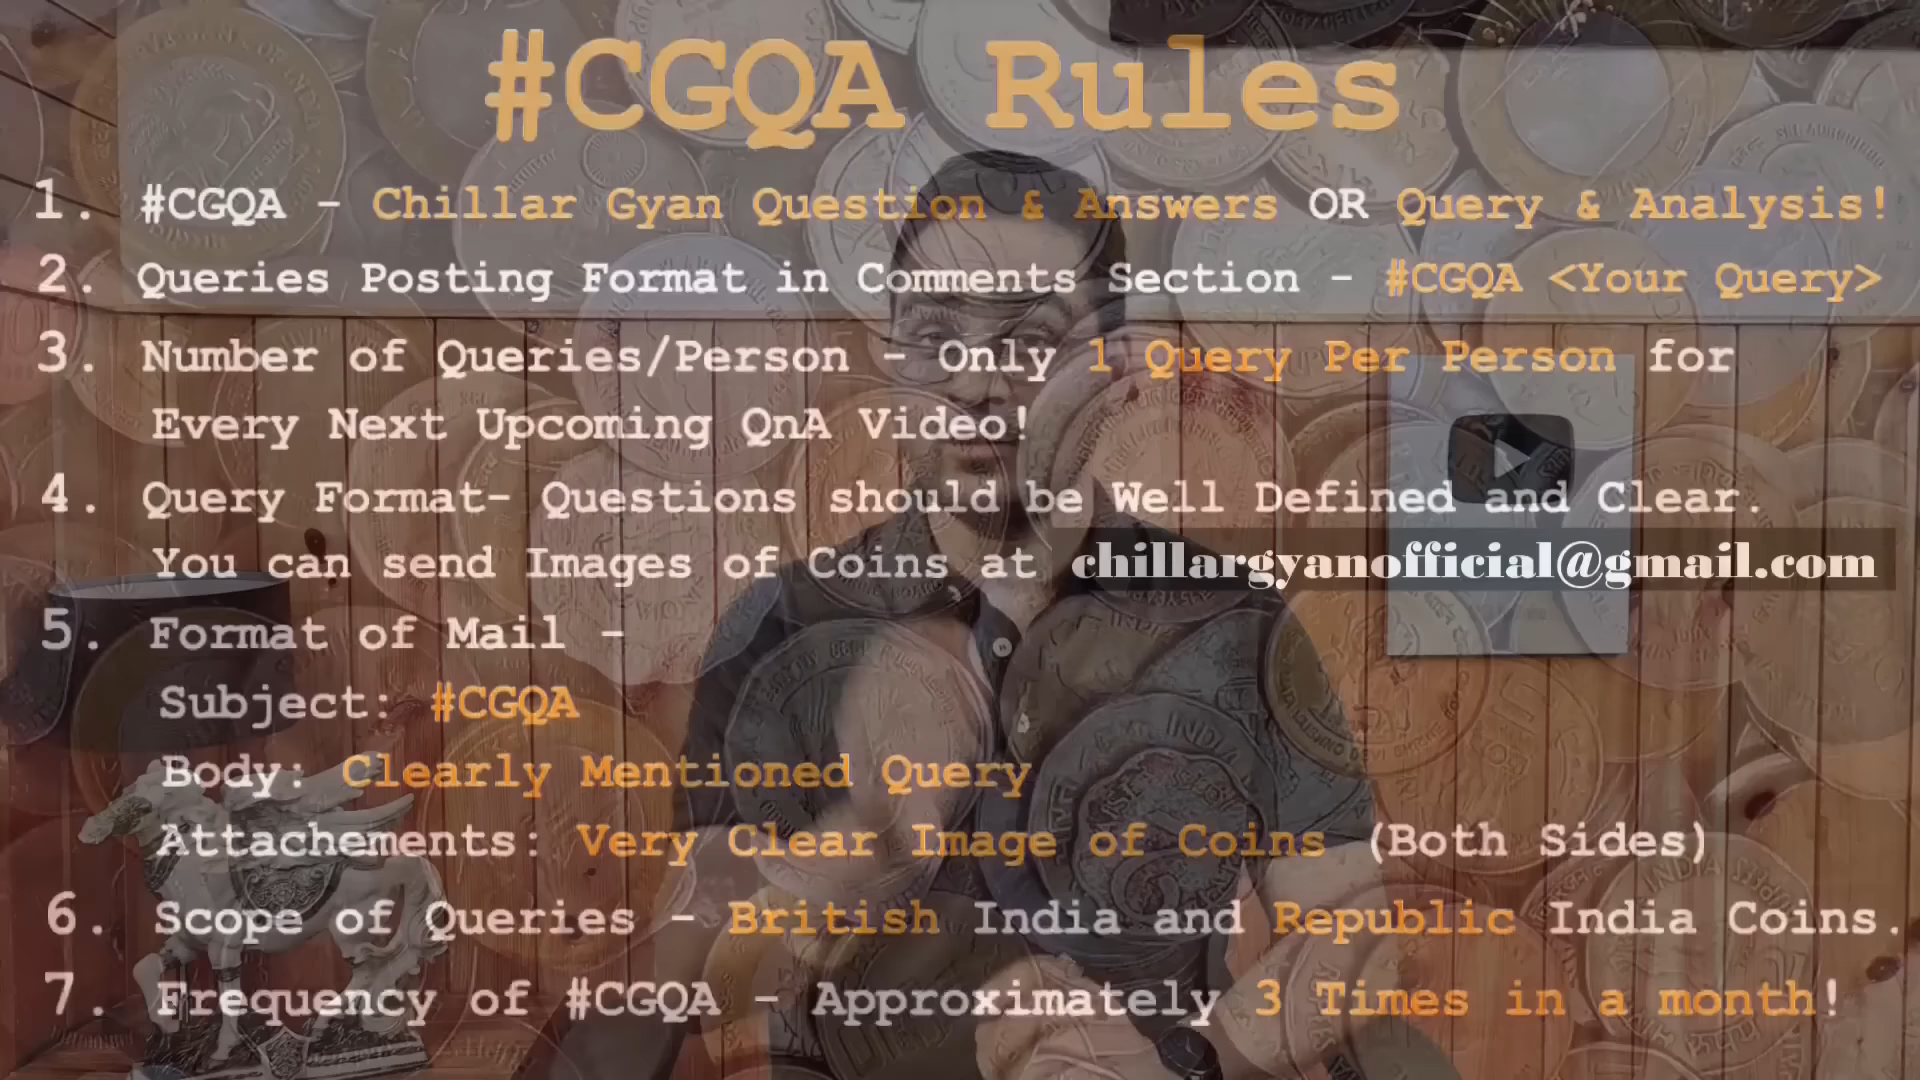 #CGQA Rules
1. #CGQA - Chillar Gyan Question & Answers OR Query & Analysis!
2. Queries Posting Format in Comments Section - #CGQA <Your Query>
3. Number of Queries/Person - Only 1 Query Per Person for
Every Next Upcoming QnA Video!
4. Query Format- Questions should be Well Defined and Clear.
You can send Images of Coins at chillargyanofficial@gmail.com
5. Format of Mail -
Subject: #CGQA
Body: Clearly Mentioned Query
Attachements: Very Clear Image of Coins (Both Sides)
6. Scope of Queries - British India and Republic India Coins.
7. Frequency of #CGQA - Approximately 3 Times in a month!